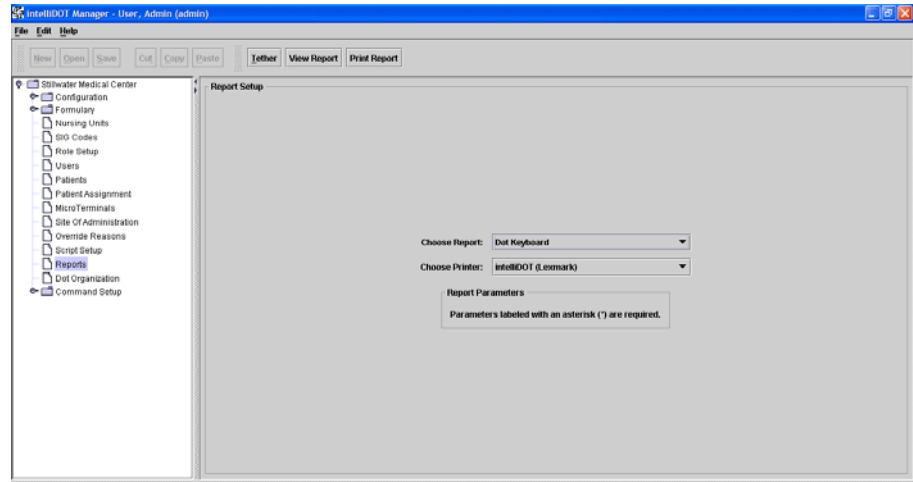 intelliDOT Manager - User, Admin (admin)
File Edit Help
New Open Save Cut Copy Paste Tether View Report Print Report
Stillwater Medical Center
Configuration
Formulary
Nursing Units
SIG Codes
Role Setup
Users
Patients
Patient Assignment
MicroTerminals
Site Of Administration
Override Reasons
Script Setup
Reports
Dot Organization
Command Setup
Report Setup
Choose Report: Dot Keyboard
Choose Printer: intelliDOT (Lexmark)
Report Parameters
Parameters labeled with an asterisk (*) are required.